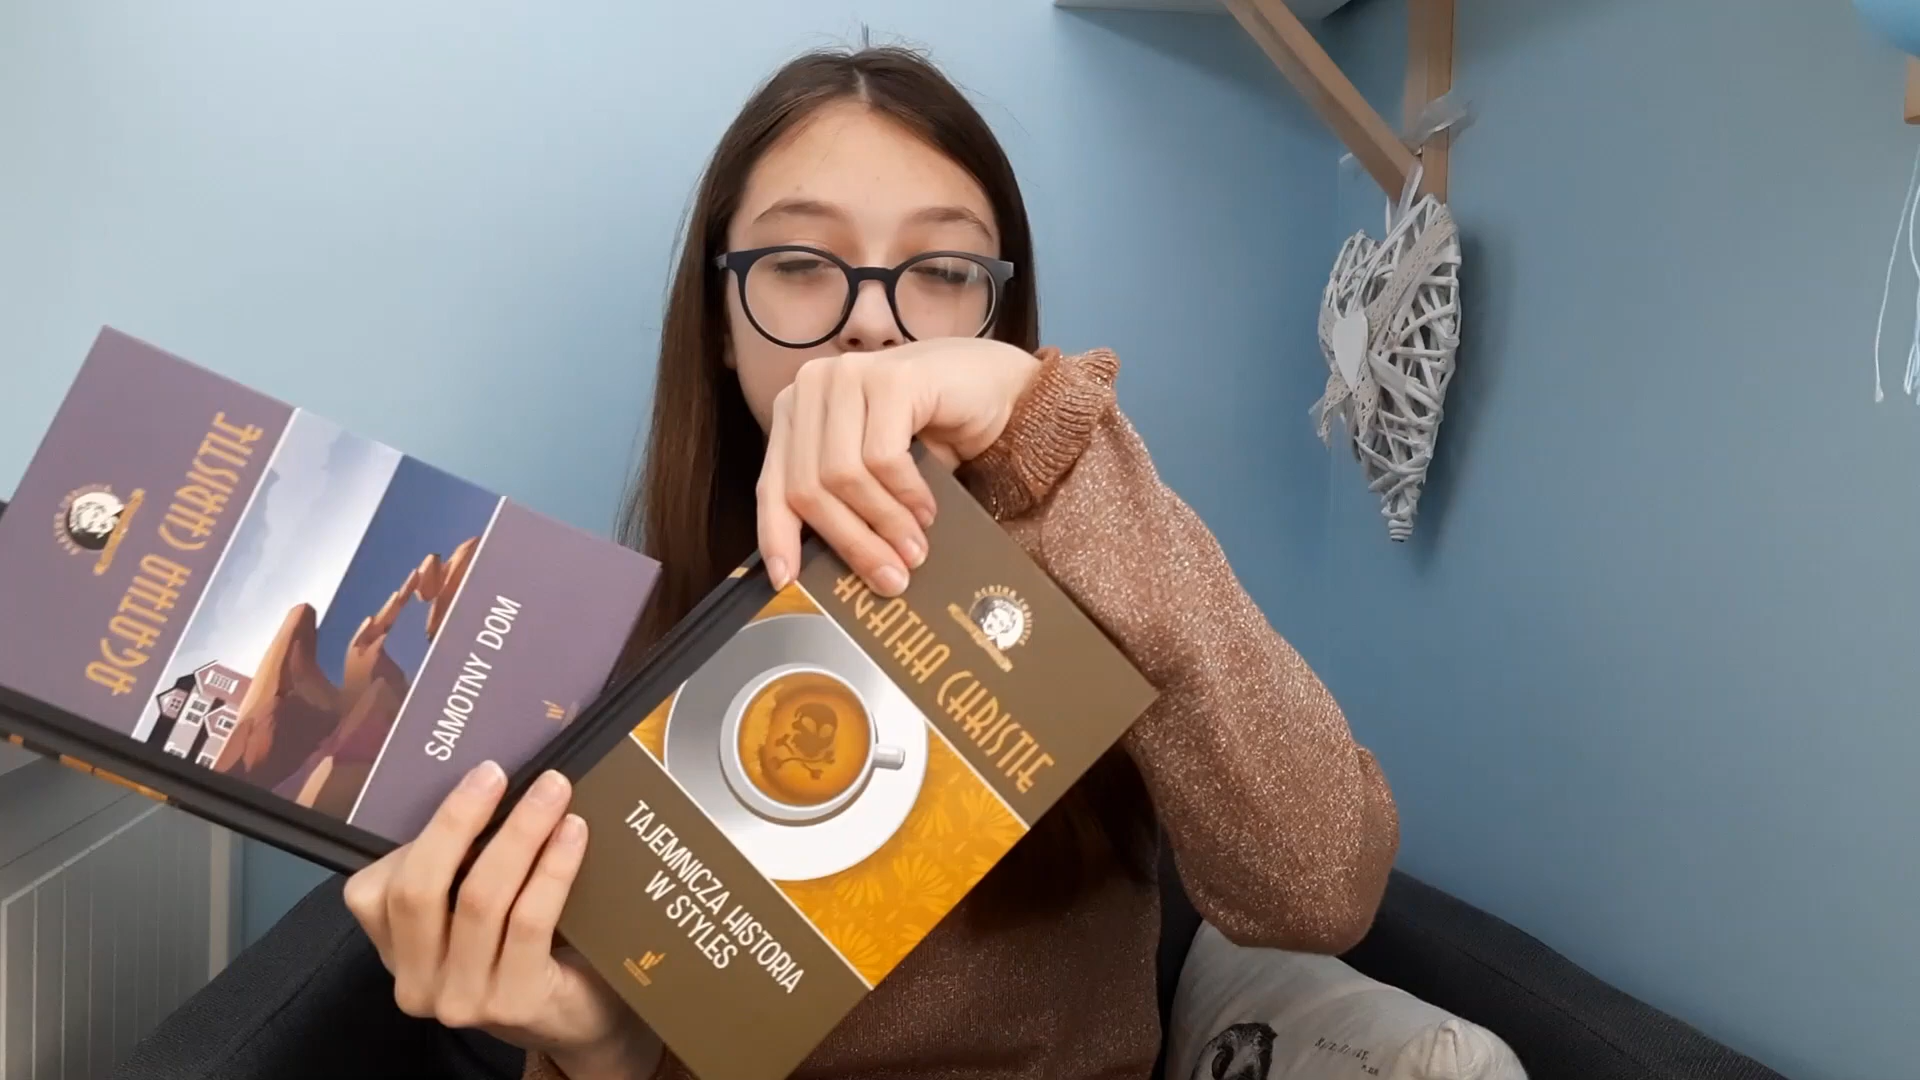 AGATHA CHRISTIE
SAMOTNY DOM
AGATHA CHRISTIE
TAJEMNICZA HISTORIA
W STYLES